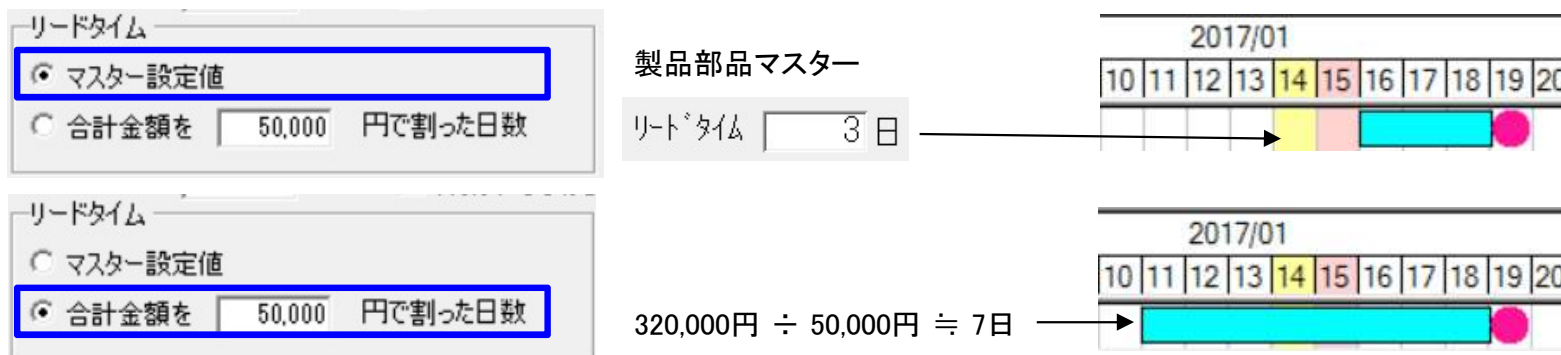 リードタイム
マスター設定値
合計金額を 50,000 円で割った日数
製品部品マスター
リードタイム 3 日
2017/01
10 11 12 13 14 15 16 17 18 19 20
リードタイム
マスター設定値
合計金額を 50,000 円で割った日数
320,000円 ÷ 50,000円 ≒ 7日
2017/01
10 11 12 13 14 15 16 17 18 19 20